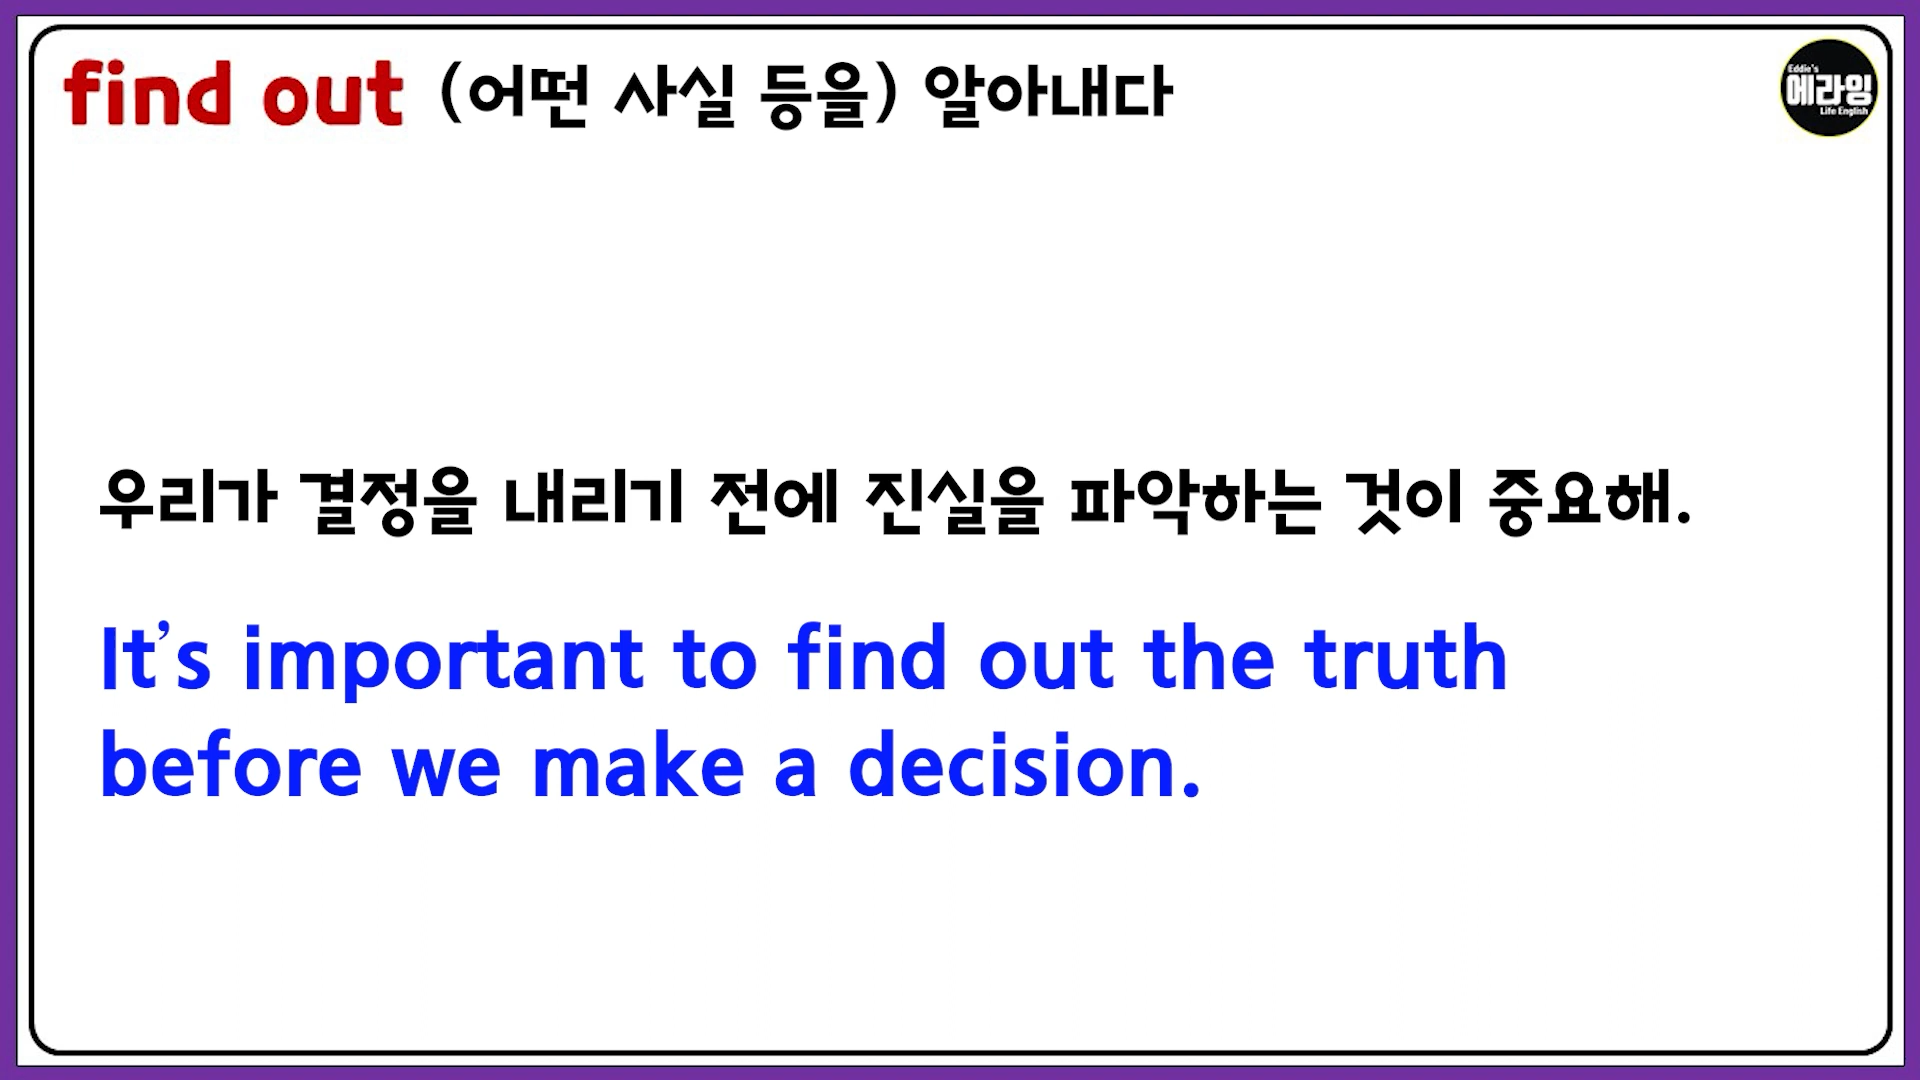 find out (어떤 사실 등을) 알아내다
Eddie's
에라잉
Life English
우리가 결정을 내리기 전에 진실을 파악하는 것이 중요해.
It’s important to find out the truth
before we make a decision.